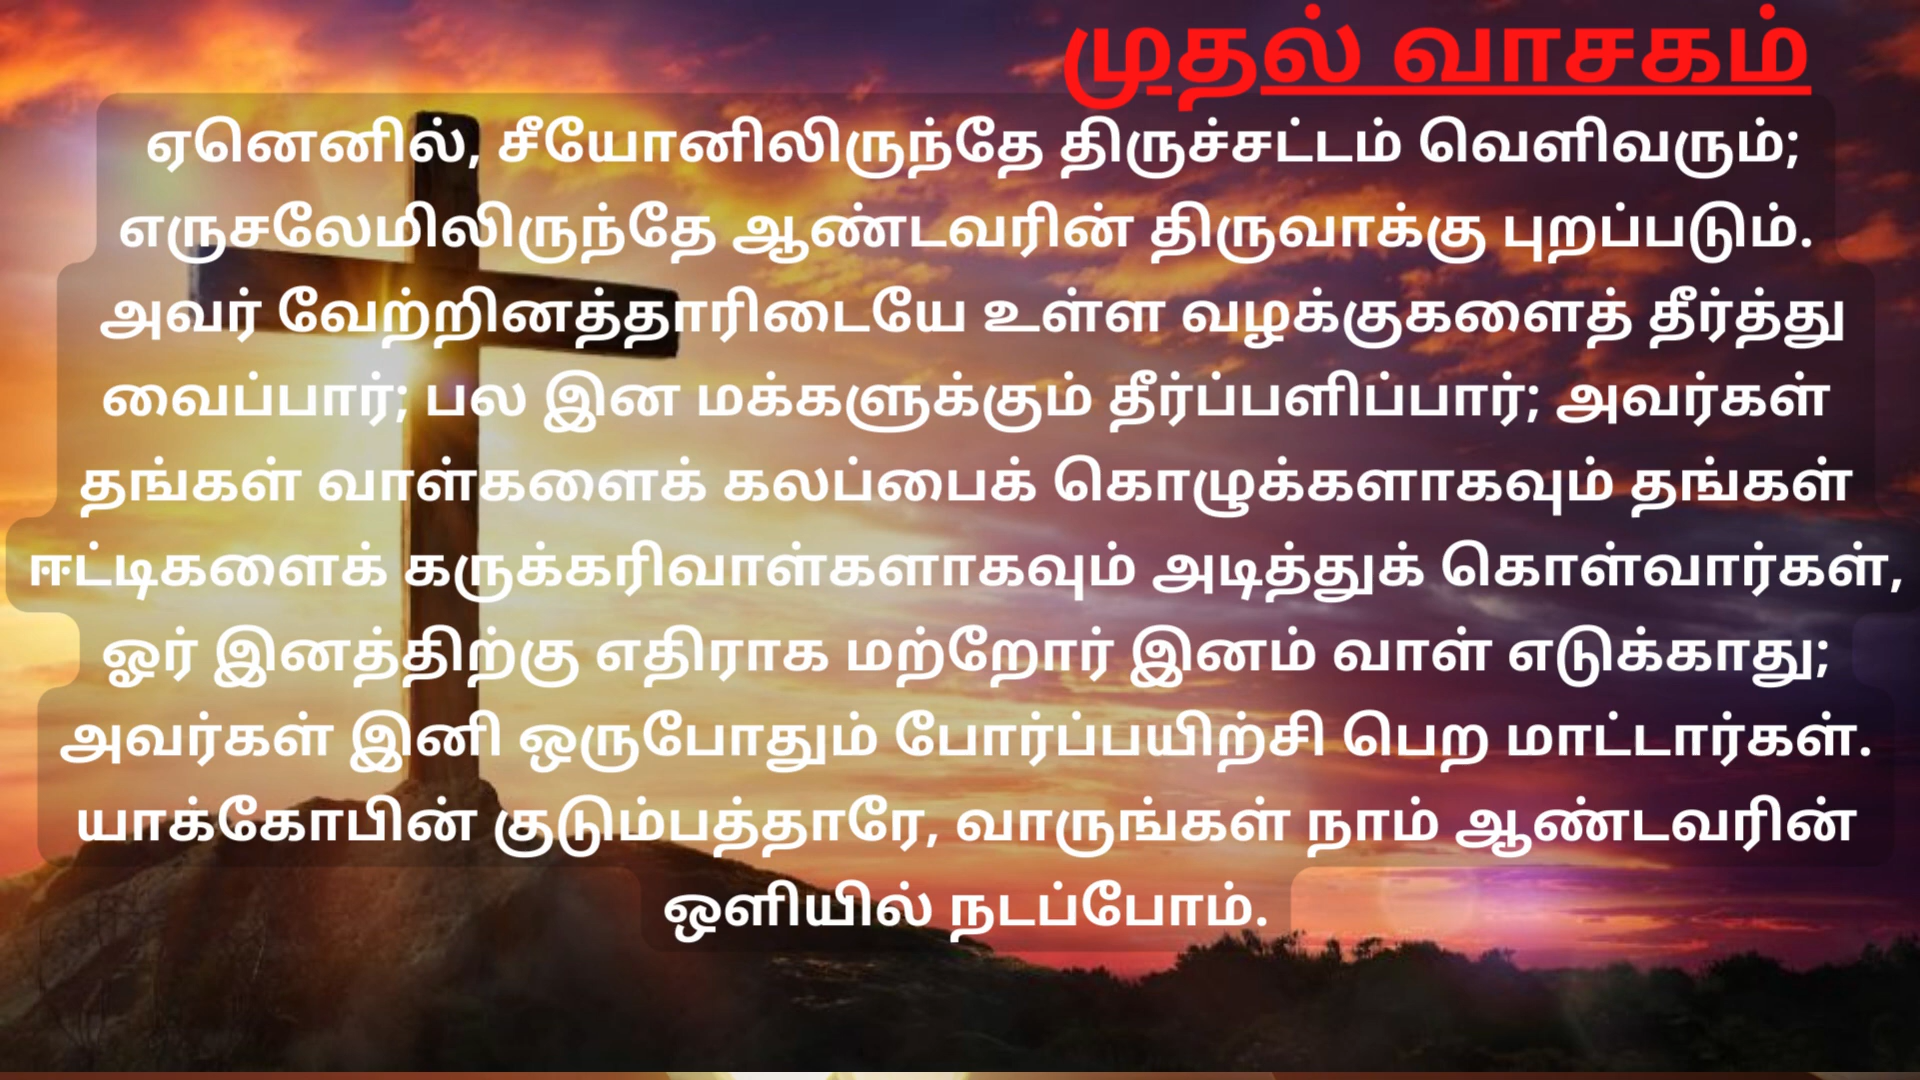 முதல் வாசகம்
ஏனெனில், சீயோனிலிருந்தே திருச்சட்டம் வெளிவரும்;
எருசலேமிலிருந்தே ஆண்டவரின் திருவாக்கு புறப்படும்.
அவர் வேற்றினத்தாரிடையே உள்ள வழக்குகளைத் தீர்த்து
வைப்பார்; பல இன மக்களுக்கும் தீர்ப்பளிப்பார்; அவர்கள்
தங்கள் வாள்களைக் கலப்பைக் கொழுக்களாகவும் தங்கள்
ஈட்டிகளைக் கருக்கரிவாள்களாகவும் அடித்துக் கொள்வார்கள்,
ஓர் இனத்திற்கு எதிராக மற்றோர் இனம் வாள் எடுக்காது;
அவர்கள் இனி ஒருபோதும் போர்ப்பயிற்சி பெற மாட்டார்கள்.
யாக்கோபின் குடும்பத்தாரே, வாருங்கள் நாம் ஆண்டவரின்
ஒளியில் நடப்போம்.